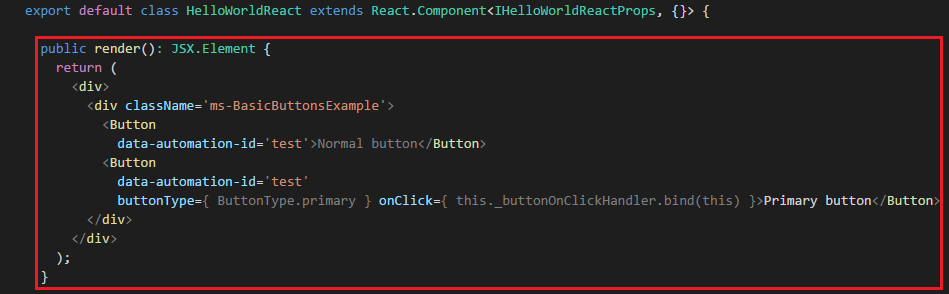 export default class HelloWorldReact extends React.Component<IHelloWorldReactProps, {}> {
public render(): JSX.Element {
return (
<div>
<div className='ms-BasicButtonsExample'>
<Button
data-automation-id='test'>Normal button</Button>
<Button
data-automation-id='test'
buttonType={ ButtonType.primary } onClick={ this._buttonOnClickHandler.bind(this) }>Primary button</Button>
</div>
</div>
);
}